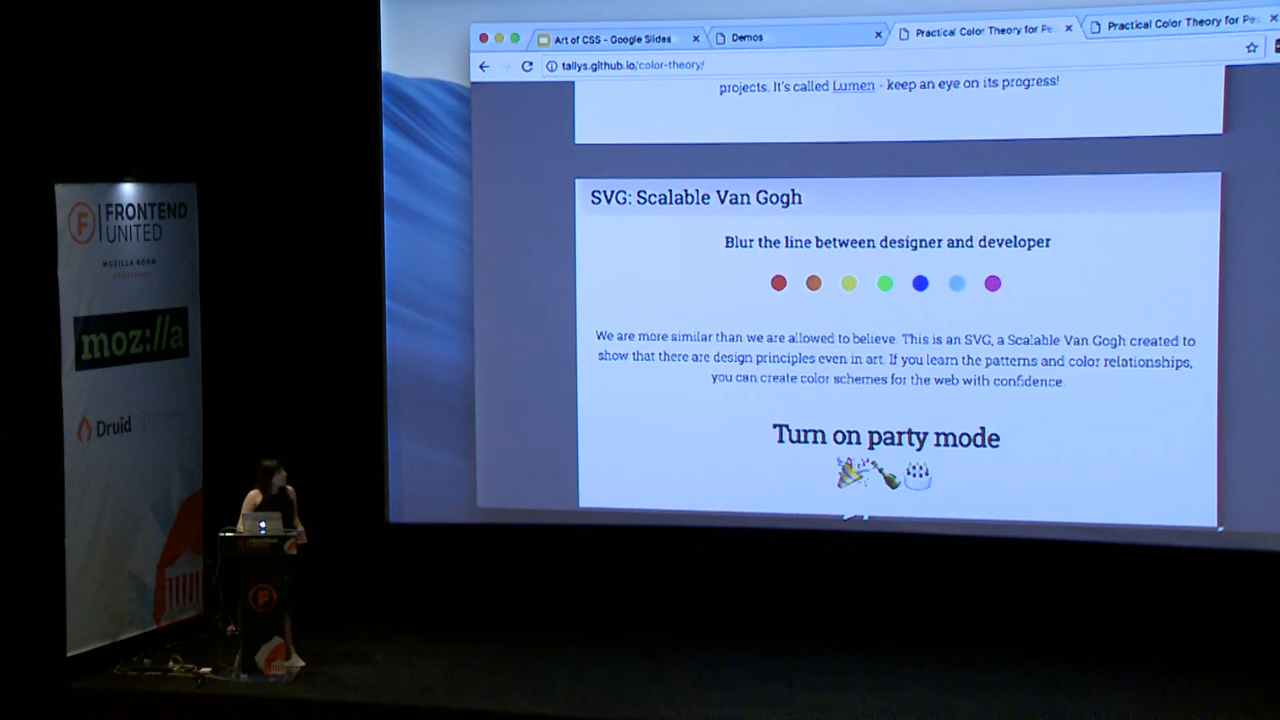 Art of CSS - Google Slides
Demos
Practical Color Theory for Pe
Practical Color Theory for Pe
tallys.github.io/color-theory/
projects. It's called Lumen - keep an eye on its progress!
SVG: Scalable Van Gogh
Blur the line between designer and developer
We are more similar than we are allowed to believe. This is an SVG, a Scalable Van Gogh created to
show that there are design principles even in art. If you learn the patterns and color relationships,
you can create color schemes for the web with confidence.
Turn on party mode
F FRONTEND
UNITED
MOZILLA ROOM
moz://a
Druid
FRONTEND
UNITED
F